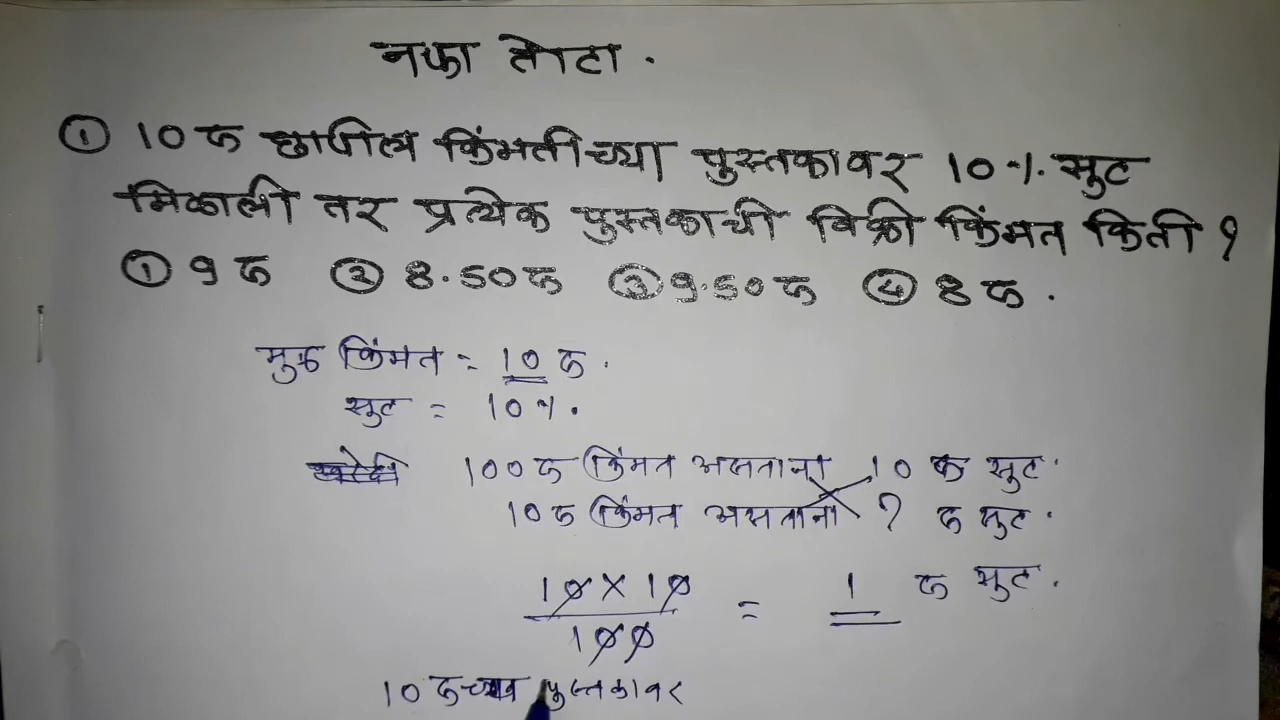 नफा तोटा.
① 10 रु छापील किंमतीच्या पुस्तकावर 10%. सुट
मिळाली तर प्रत्येक पुस्तकाची विक्री किंमत किती ?
① 9 रु ② 8.50 रु ③ 9.50 रु ④ 8 रु.
मुळ किंमत = 10 रु.
सुट = 10%.
100 रु किंमत असताना 10 रु सुट.
10 रु किंमत असताना ? रु सुट.
10 X 10 = 1 रु सुट.
100
10 रुच्या पुस्तकावर